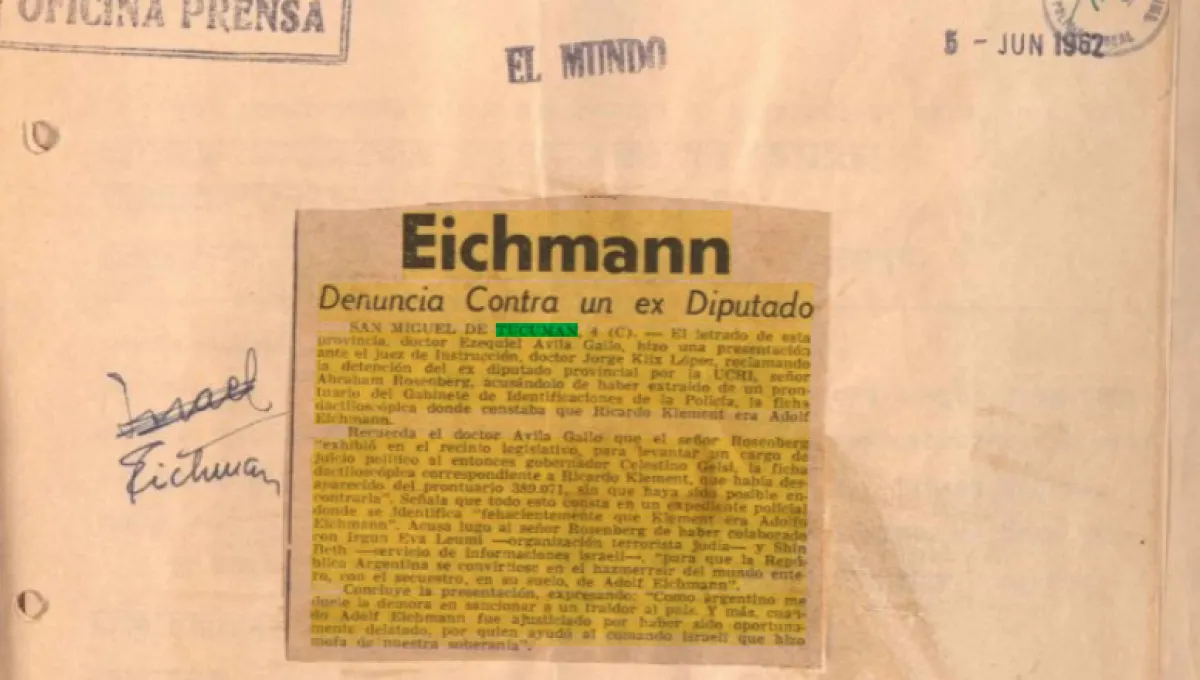 OFICINA PRENSA
EL MUNDO
5 - JUN 1962
Israel
Eichman
Eichmann
Denuncia Contra un ex Diputado
SAN MIGUEL DE TUCUMAN, 4 (C). — El letrado de esta
provincia, doctor Ezequiel Avila Gallo, hizo una presentación
ante el juez de Instrucción, doctor Jorge Klix López, reclamando
la detención del ex diputado provincial por la UCRI, señor
Abraham Rosenberg, acusándolo de haber extraído de un pron-
tuario del Gabinete de Identificaciones de la Policía, la ficha
dactiloscópica donde constaba que Ricardo Klement era Adolf
Eichmann.
Recuerda el doctor Avila Gallo que el señor Rosenberg
"exhibió en el recinto legislativo, para levantar un cargo de
juicio político al entonces gobernador Celestino Gelsi, la ficha
dactiloscópica correspondiente a Ricardo Klement, que había des-
aparecido del prontuario 389.071, sin que haya sido posible en-
contrarla". Señala que todo esto consta en un expediente policial
donde se identifica "fehacientemente que Klement era Adolfo
Eichmann". Acusa lugo al señor Rosenberg de haber colaborado
con Irgun Eva Leumi —organización terrorista judía— y Shin
Beth —servicio de informaciones israelí—, "para que la Repú-
blica Argentina se convirtiese en el hazmerreir del mundo ente-
ro, con el secuestro, en su suelo, de Adolf Eichmann".
Concluye la presentación, expresando: "Como argentino me
duele la demora en sancionar a un traidor al país. Y más, cuan-
do Adolf Eichmann fue ajusticiado por haber sido oportuna-
mente delatado, por quien ayudó al comando israelí que hizo
mofa de nuestra soberanía".